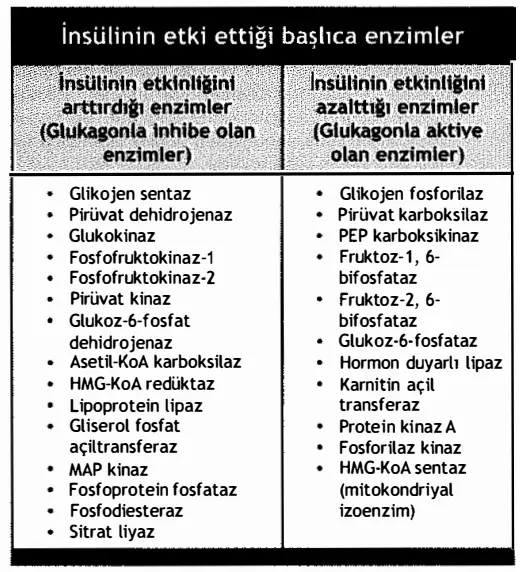 İnsülinin etki ettiği başlıca enzimler
İnsülinin etkinliğini
arttırdığı enzimler
(Glukagonla inhibe olan
enzimler)
• Glikojen sentaz
• Pirüvat dehidrojenaz
• Glukokinaz
• Fosfofruktokinaz-1
• Fosfofruktokinaz-2
• Pirüvat kinaz
• Glukoz-6-fosfat
dehidrojenaz
• Asetil-KoA karboksilaz
• HMG-KoA redüktaz
• Lipoprotein lipaz
• Gliserol fosfat
açiltransferaz
• MAP kinaz
• Fosfoprotein fosfataz
• Fosfodiesteraz
• Sitrat liyaz
İnsülinin etkinliğini
azalttığı enzimler
(Glukagonla aktive
olan enzimler)
• Glikojen fosforilaz
• Pirüvat karboksilaz
• PEP karboksikinaz
• Fruktoz-1, 6-
bifosfataz
• Fruktoz-2, 6-
bifosfataz
• Glukoz-6-fosfataz
• Hormon duyarlı lipaz
• Karnitin açil
transferaz
• Protein kinaz A
• Fosforilaz kinaz
• HMG-KoA sentaz
(mitokondriyal
izoenzim)